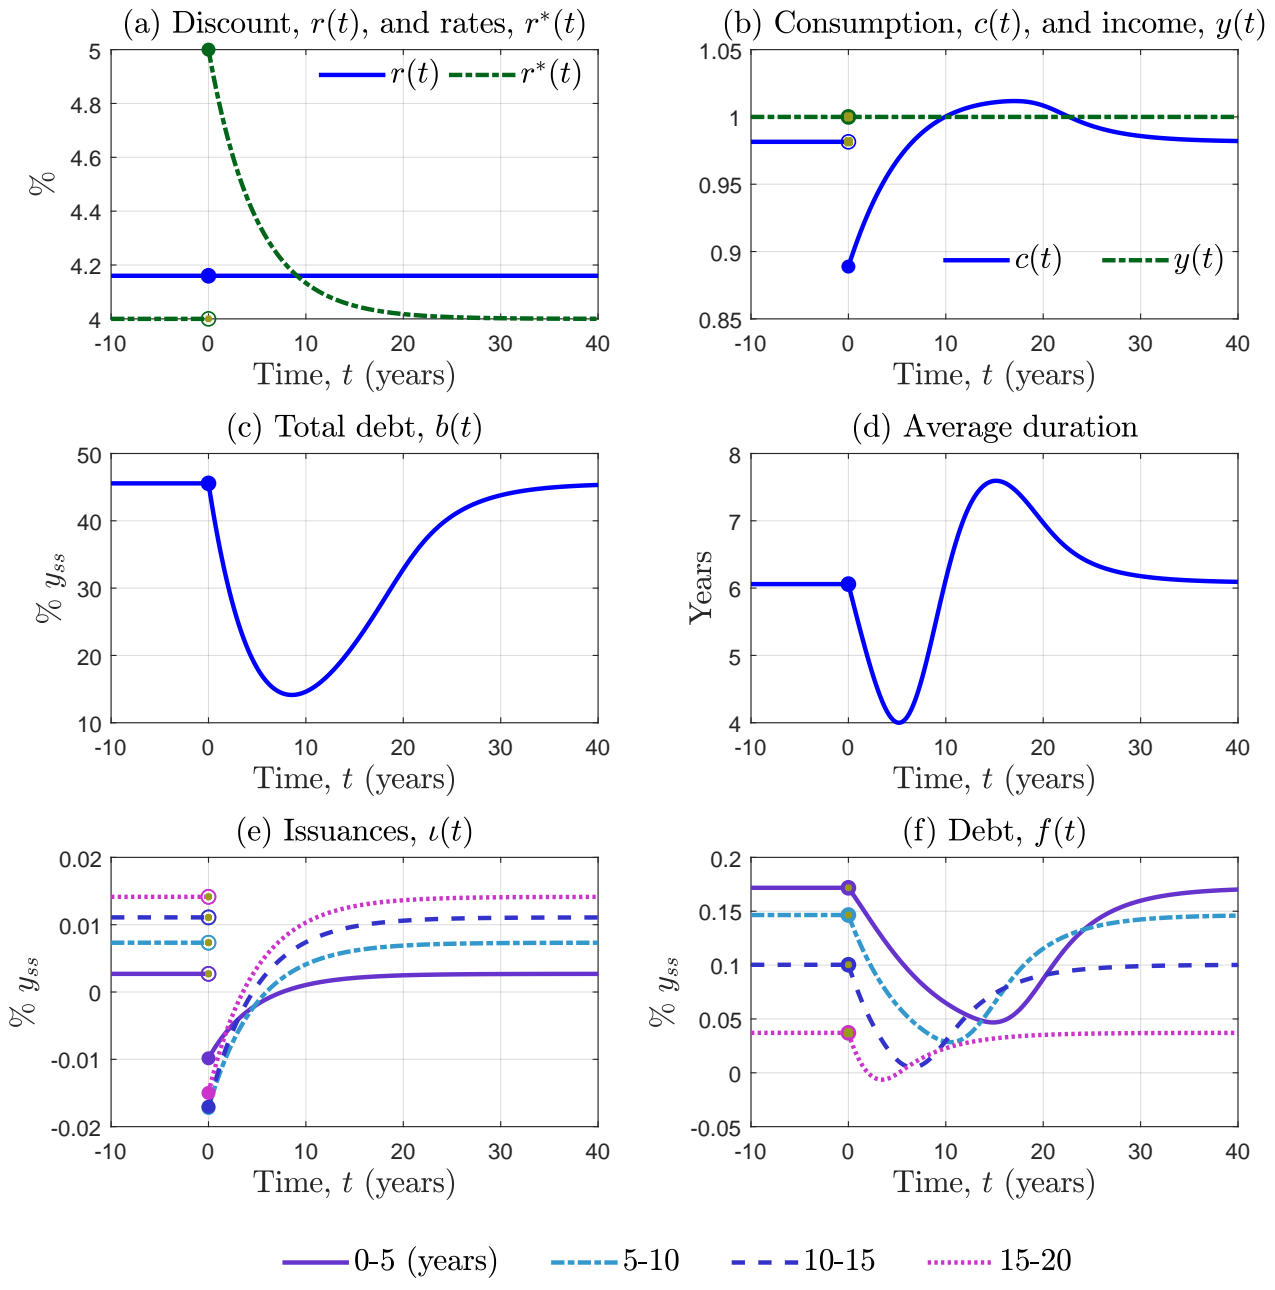 (a) Discount, r(t), and rates, r*(t)
5
4.8
4.6
4.4
4.2
4
%
r(t) r*(t)
-10 0 10 20 30 40
Time, t (years)
(b) Consumption, c(t), and income, y(t)
1.05
1
0.95
0.9
0.85
c(t) y(t)
-10 0 10 20 30 40
Time, t (years)
(c) Total debt, b(t)
50
40
30
20
10
% yss
-10 0 10 20 30 40
Time, t (years)
(d) Average duration
8
7
6
5
4
Years
-10 0 10 20 30 40
Time, t (years)
(e) Issuances, ι(t)
0.02
0.01
0
-0.01
-0.02
% yss
-10 0 10 20 30 40
Time, t (years)
(f) Debt, f(t)
0.2
0.15
0.1
0.05
0
-0.05
% yss
-10 0 10 20 30 40
Time, t (years)
0-5 (years) 5-10 10-15 15-20